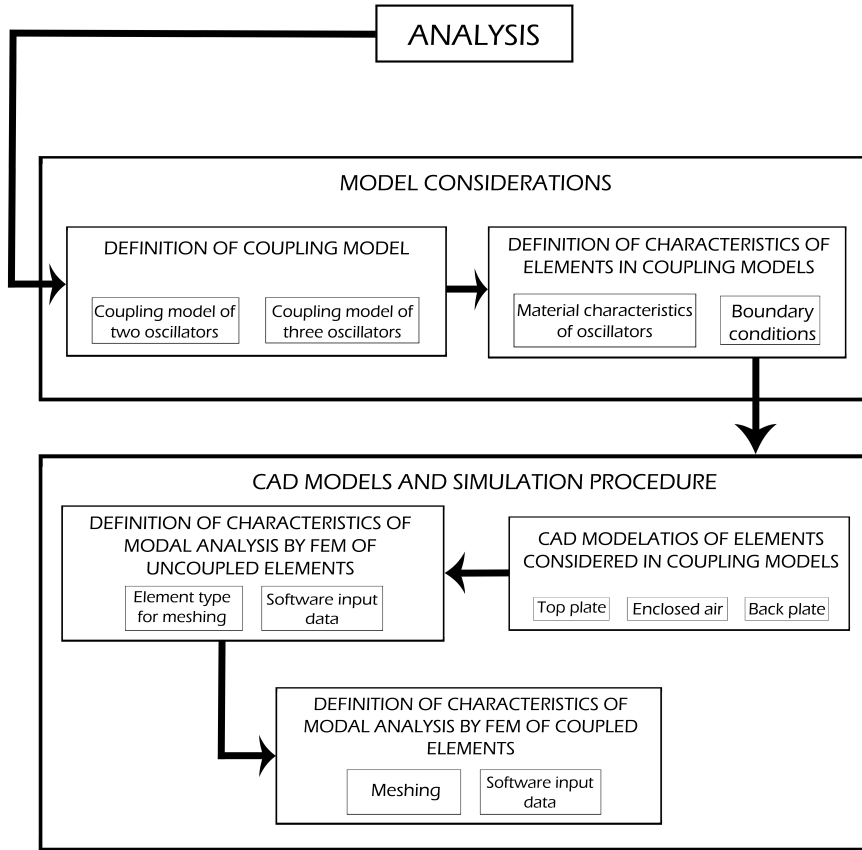 ANALYSIS
MODEL CONSIDERATIONS
DEFINITION OF COUPLING MODEL
Coupling model of
two oscillators
Coupling model of
three oscillators
DEFINITION OF CHARACTERISTICS OF
ELEMENTS IN COUPLING MODELS
Material characteristics
of oscillators
Boundary
conditions
CAD MODELS AND SIMULATION PROCEDURE
DEFINITION OF CHARACTERISTICS OF
MODAL ANALYSIS BY FEM OF
UNCOUPLED ELEMENTS
Element type
for meshing
Software input
data
CAD MODELATIOS OF ELEMENTS
CONSIDERED IN COUPLING MODELS
Top plate
Enclosed air
Back plate
DEFINITION OF CHARACTERISTICS OF
MODAL ANALYSIS BY FEM OF COUPLED
ELEMENTS
Meshing
Software input
data